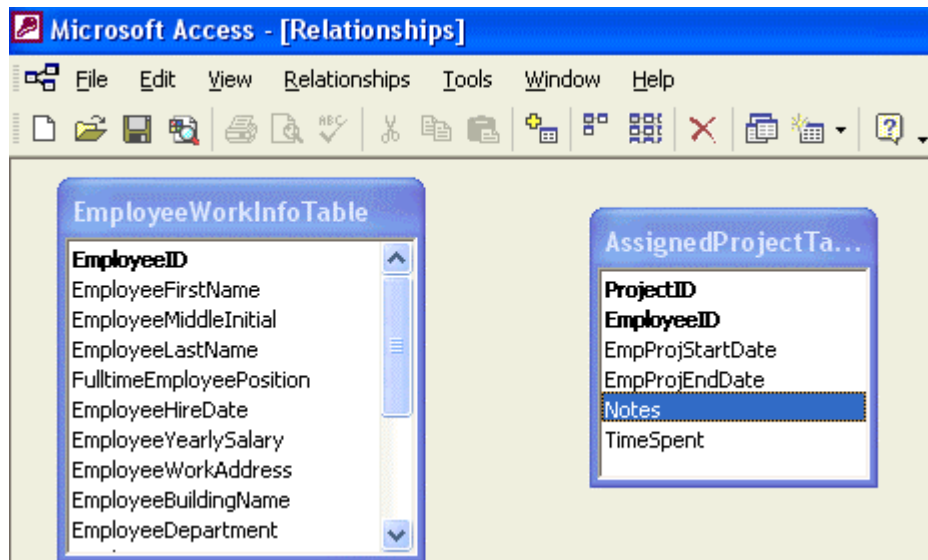 Microsoft Access - [Relationships]
File Edit View Relationships Tools Window Help
ABC
EmployeeWorkInfoTable
EmployeeID
EmployeeFirstName
EmployeeMiddleInitial
EmployeeLastName
FulltimeEmployeePosition
EmployeeHireDate
EmployeeYearlySalary
EmployeeWorkAddress
EmployeeBuildingName
EmployeeDepartment
AssignedProjectTa...
ProjectID
EmployeeID
EmpProjStartDate
EmpProjEndDate
Notes
TimeSpent